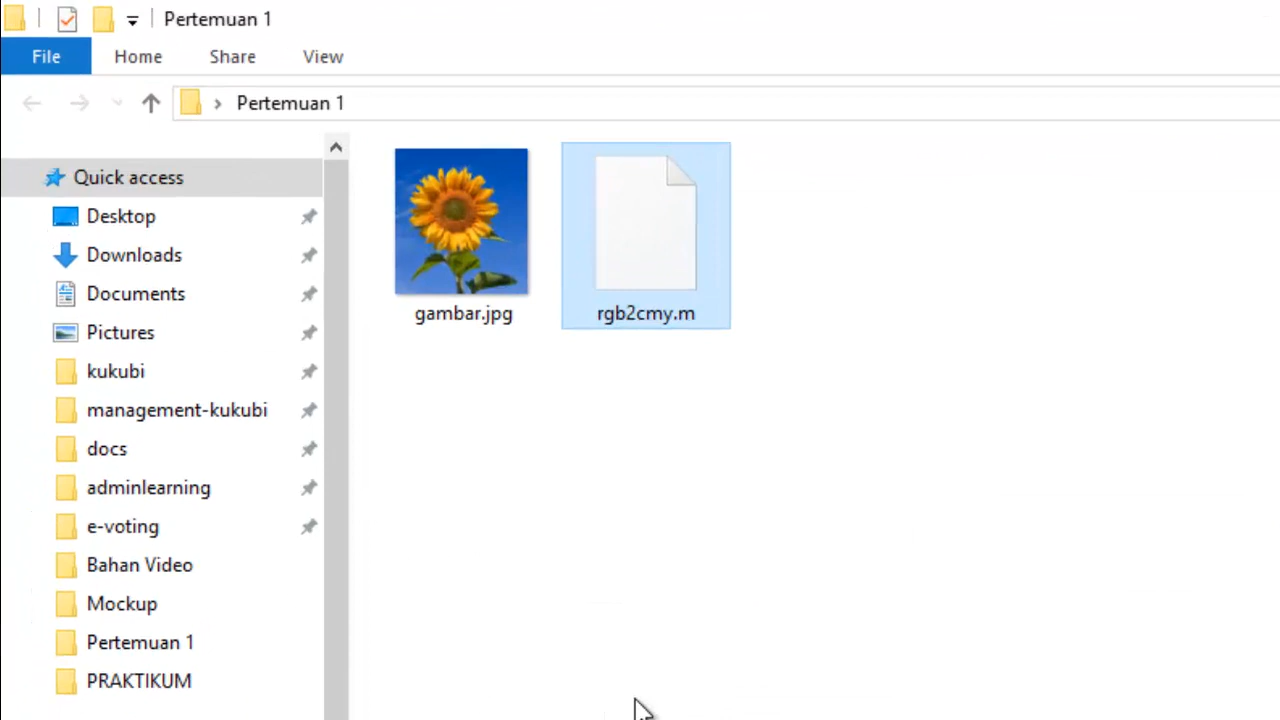 Pertemuan 1
File Home Share View
Pertemuan 1
Quick access
Desktop
Downloads
Documents
Pictures
kukubi
management-kukubi
docs
adminlearning
e-voting
Bahan Video
Mockup
Pertemuan 1
PRAKTIKUM
gambar.jpg
rgb2cmy.m